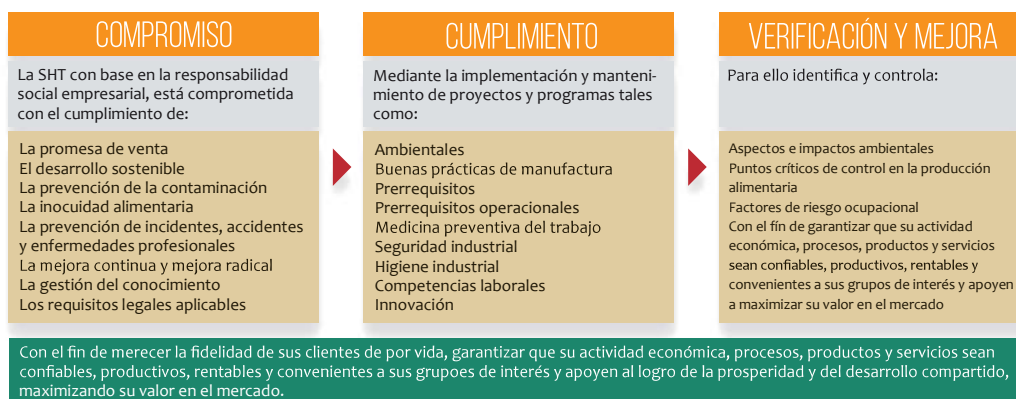 COMPROMISO
La SHT con base en la responsabilidad
social empresarial, está comprometida
con el cumplimiento de:
La promesa de venta
El desarrollo sostenible
La prevención de la contaminación
La inocuidad alimentaria
La prevención de incidentes, accidentes
y enfermedades profesionales
La mejora continua y mejora radical
La gestión del conocimiento
Los requisitos legales aplicables
CUMPLIMIENTO
Mediante la implementación y manteni-
miento de proyectos y programas tales
como:
Ambientales
Buenas prácticas de manufactura
Prerrequisitos
Prerrequisitos operacionales
Medicina preventiva del trabajo
Seguridad industrial
Higiene industrial
Competencias laborales
Innovación
VERIFICACIÓN Y MEJORA
Para ello identifica y controla:
Aspectos e impactos ambientales
Puntos críticos de control en la producción
alimentaria
Factores de riesgo ocupacional
Con el fín de garantizar que su actividad
económica, procesos, productos y servicios
sean confiables, productivos, rentables y
convenientes a sus grupos de interés y apoyen
a maximizar su valor en el mercado
Con el fin de merecer la fidelidad de sus clientes de por vida, garantizar que su actividad económica, procesos, productos y servicios sean
confiables, productivos, rentables y convenientes a sus grupoes de interés y apoyen al logro de la prosperidad y del desarrollo compartido,
maximizando su valor en el mercado.